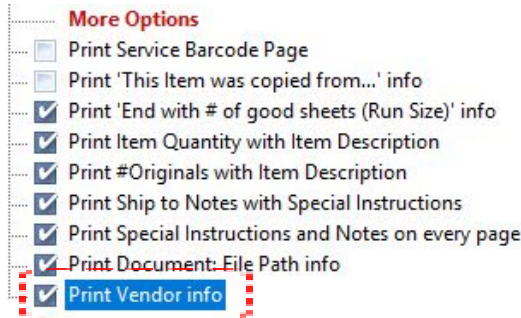 More Options
Print Service Barcode Page
Print 'This Item was copied from...' info
Print 'End with # of good sheets (Run Size)' info
Print Item Quantity with Item Description
Print #Originals with Item Description
Print Ship to Notes with Special Instructions
Print Special Instructions and Notes on every page
Print Document: File Path info
Print Vendor info